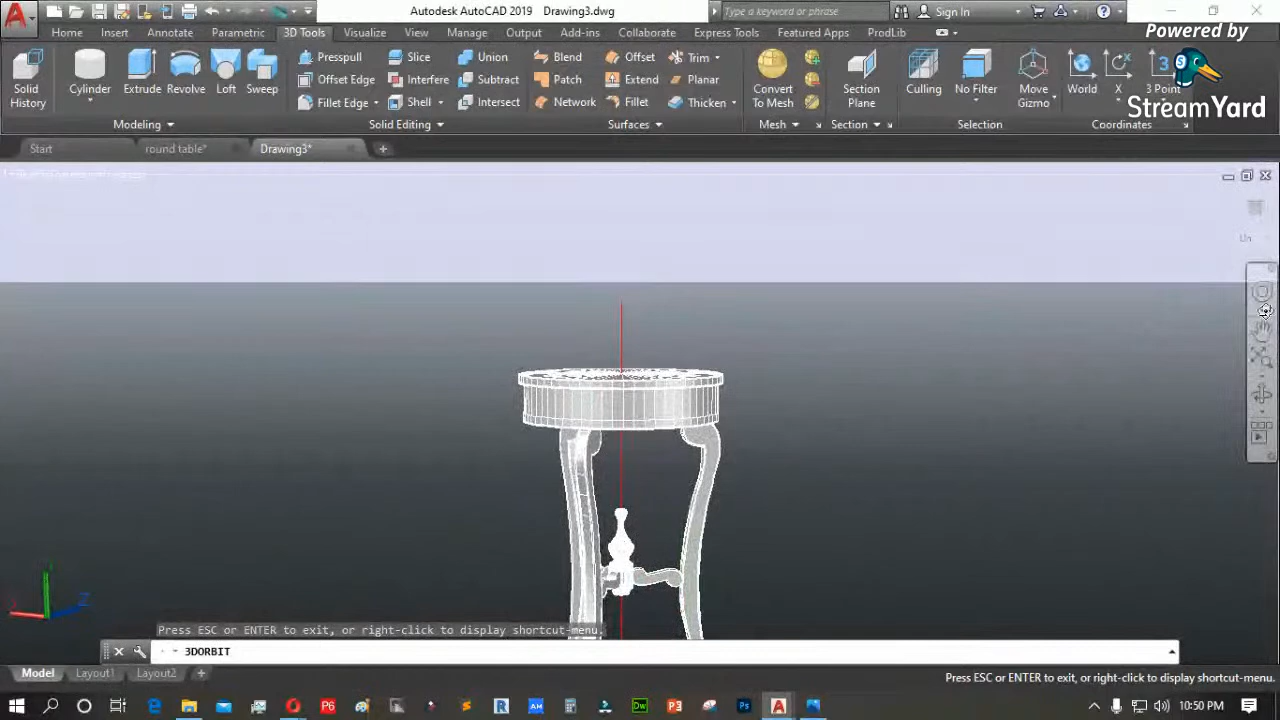 Autodesk AutoCAD 2019 Drawing3.dwg
Type a keyword or phrase
Sign In
Powered by
StreamYard
Home Insert Annotate Parametric 3D Tools Visualize View Manage Output Add-ins Collaborate Express Tools Featured Apps ProdLib
Solid History
Cylinder
Extrude
Revolve
Loft
Sweep
Presspull
Offset Edge
Fillet Edge
Slice
Interfere
Shell
Union
Subtract
Intersect
Blend
Patch
Network
Offset
Extend
Fillet
Trim
Planar
Thicken
Convert To Mesh
Section Plane
Culling
No Filter
Move Gizmo
World
X
3 Point
Modeling
Solid Editing
Surfaces
Mesh
Section
Selection
Coordinates
Start
round table*
Drawing3*
Un
Press ESC or ENTER to exit, or right-click to display shortcut-menu.
3DORBIT
Model Layout1 Layout2
Press ESC or ENTER to exit, or right-click to display shortcut-menu.
10:50 PM